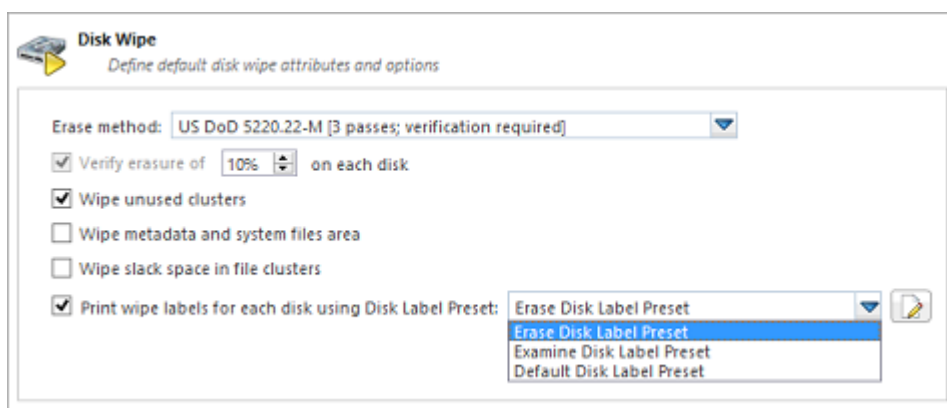 Disk Wipe
Define default disk wipe attributes and options
Erase method: US DoD 5220.22-M [3 passes; verification required]
Verify erasure of 10% on each disk
Wipe unused clusters
Wipe metadata and system files area
Wipe slack space in file clusters
Print wipe labels for each disk using Disk Label Preset: Erase Disk Label Preset
Erase Disk Label Preset
Examine Disk Label Preset
Default Disk Label Preset